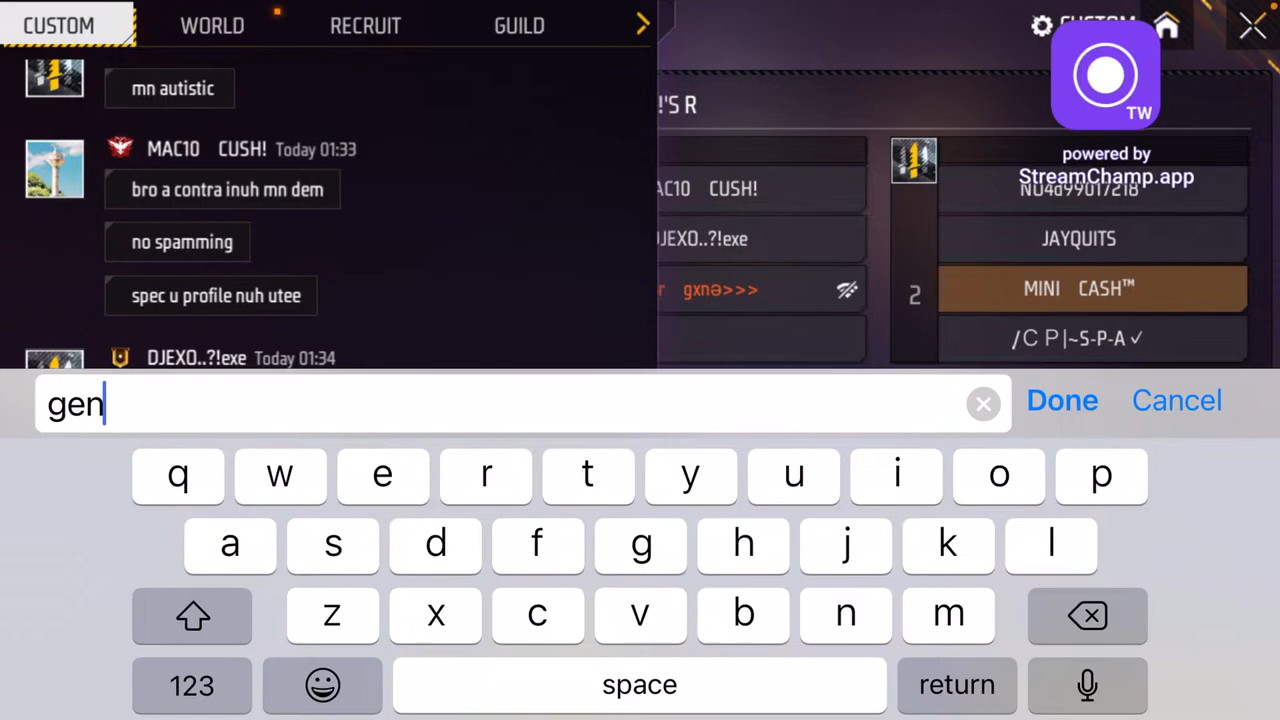 CUSTOM WORLD RECRUIT GUILD
CUSTOM
mn autistic
MAC10 CUSH! Today 01:33
bro a contra inuh mn dem
no spamming
spec u profile nuh utee
DJEXO..?!exe Today 01:34
!'S R
AC10 CUSH!
DJEXO..?!exe
r gxnə>>>
TW
powered by
StreamChamp.app
JAYQUITS
2
MINI CASH™
/C P|~S-P-A✓
gen
Done Cancel
q w e r t y u i o p
a s d f g h j k l
z x c v b n m
123 space return